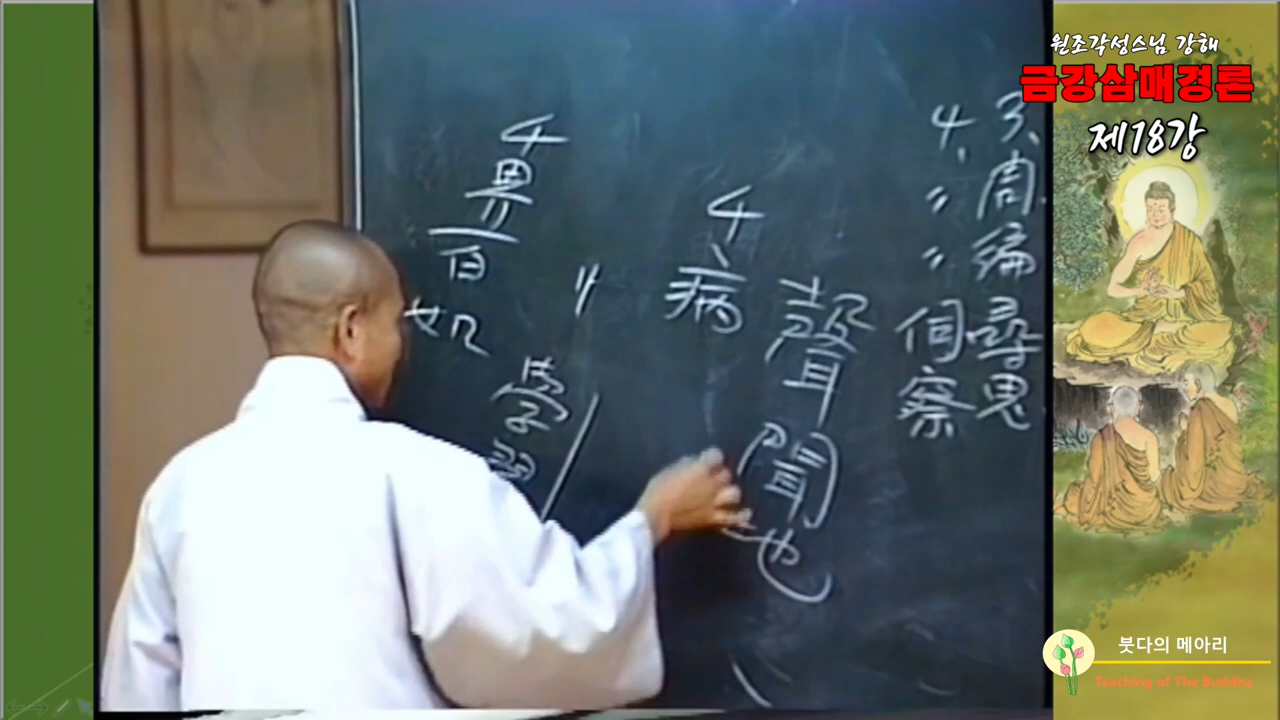 원조각성스님 강해
금강삼매경론
제18강
3、周徧尋思
4、〃〃伺察
聲聞也
4、病
〃
4
界
百
如
學
習
붓다의 메아리
Teaching of The Buddha